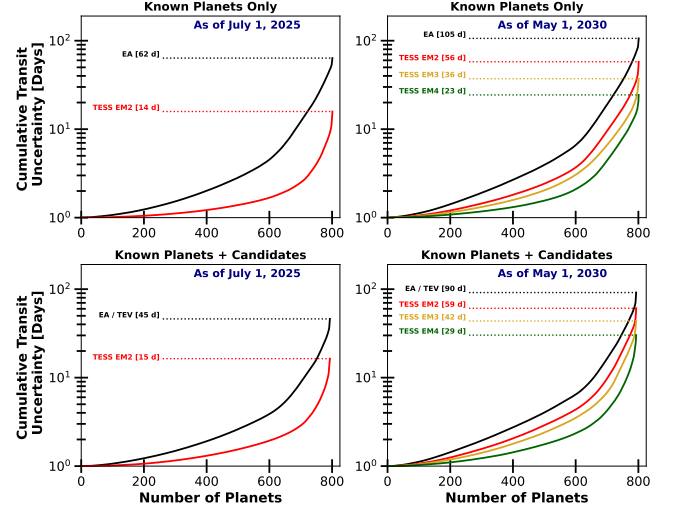 Known Planets Only
As of July 1, 2025
EA [62 d]
TESS EM2 [14 d]
Cumulative Transit
Uncertainty [Days]
10²
10¹
10⁰
0 200 400 600 800
Known Planets Only
As of May 1, 2030
EA [105 d]
TESS EM2 [56 d]
TESS EM3 [36 d]
TESS EM4 [23 d]
10²
10¹
10⁰
0 200 400 600 800
Known Planets + Candidates
As of July 1, 2025
EA / TEV [45 d]
TESS EM2 [15 d]
Cumulative Transit
Uncertainty [Days]
10²
10¹
10⁰
0 200 400 600 800
Number of Planets
Known Planets + Candidates
As of May 1, 2030
EA / TEV [90 d]
TESS EM2 [59 d]
TESS EM3 [42 d]
TESS EM4 [29 d]
10²
10¹
10⁰
0 200 400 600 800
Number of Planets